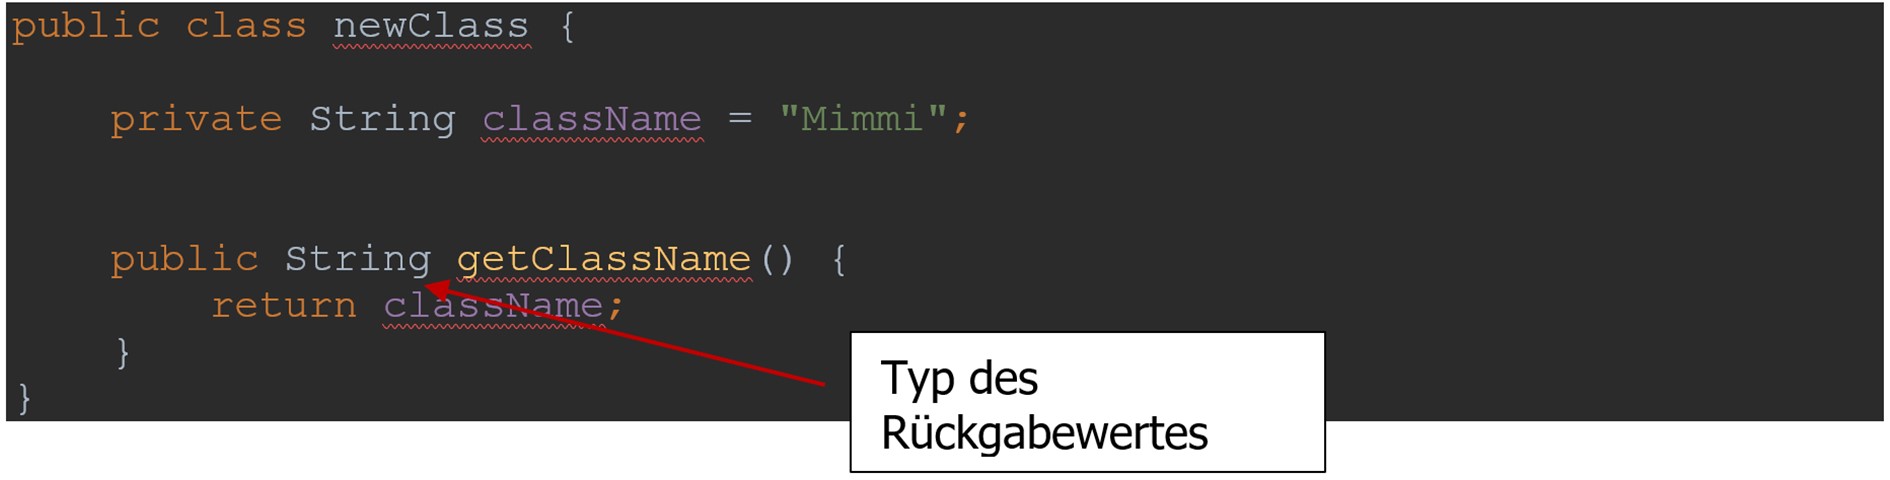 public class newClass {
private String className = "Mimmi";
public String getClassName() {
return className;
}
}
Typ des
Rückgabewertes